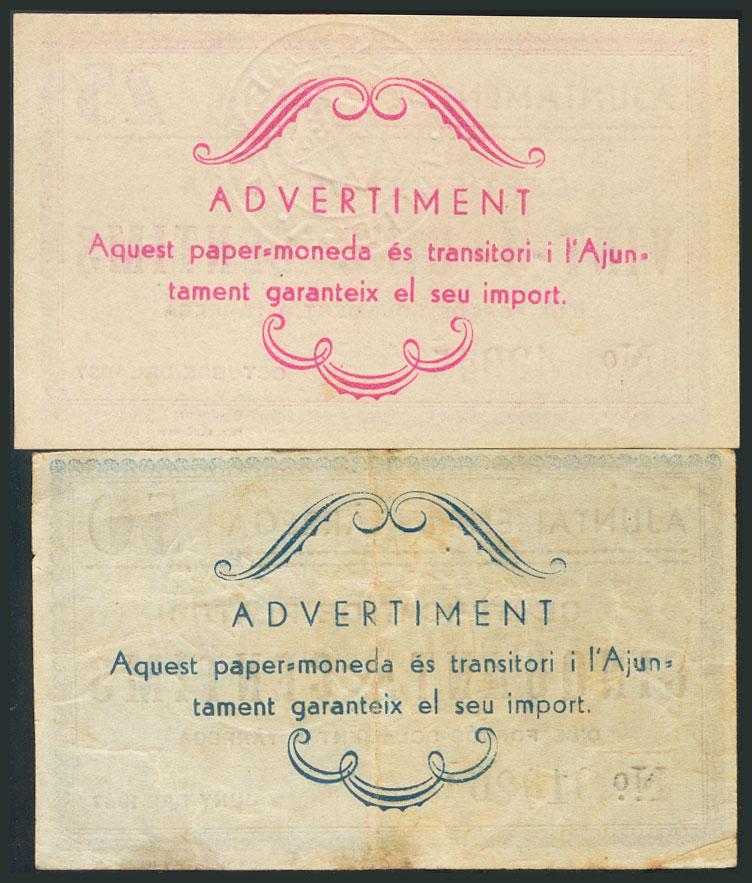 ADVERTIMENT
Aquest paper=moneda és transitori i l'Ajun=
tament garanteix el seu import.
ADVERTIMENT
Aquest paper=moneda és transitori i l'Ajun=
tament garanteix el seu import.